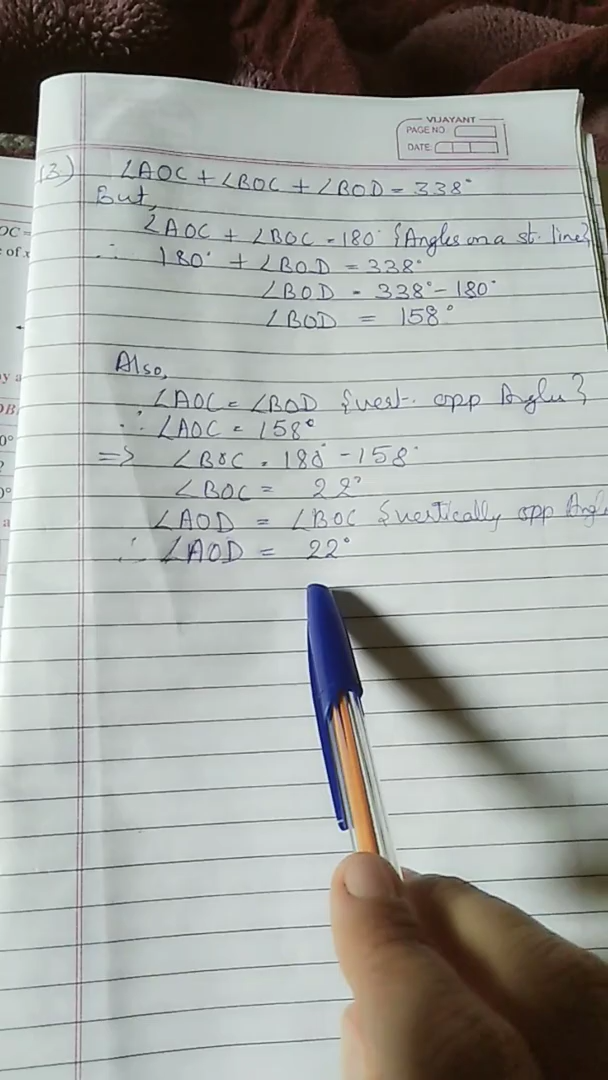 VIJAYANT
PAGE NO
DATE:
(3.) ∠AOC + ∠BOC + ∠BOD = 338°
But,
∠AOC + ∠BOC = 180° {Angles on a st. line}
∴ 180° + ∠BOD = 338°
∠BOD = 338° - 180°
∠BOD = 158°
Also,
∠AOC = ∠BOD {vert. opp Angles}
∴ ∠AOC = 158°
=> ∠BOC = 180° - 158°
∠BOC = 22°
∠AOD = ∠BOC {vertically opp
∴ ∠AOD = 22°
OC =
of